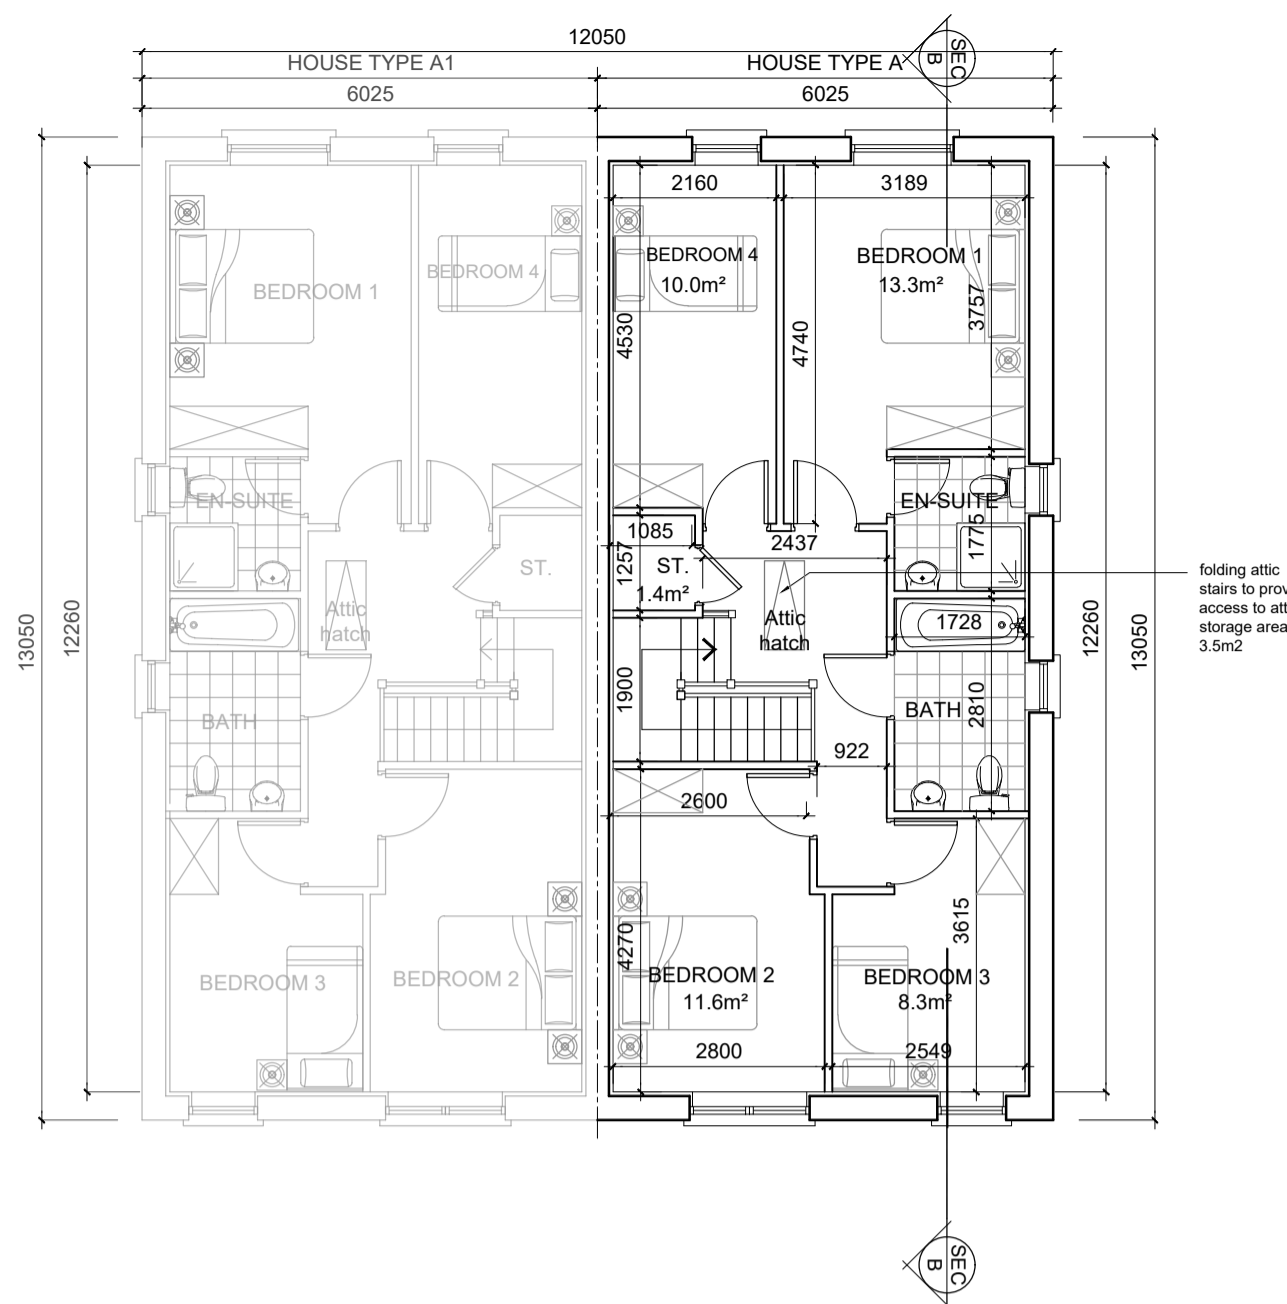 12050
HOUSE TYPE A1
HOUSE TYPE A
SEC
B
6025
6025
2160
3189
BEDROOM 4
10.0m²
BEDROOM 1
13.3m²
BEDROOM 1
BEDROOM 4
3757
4530
4740
EN-SUITE
EN-SUITE
1085
2437
1775
1257
ST.
ST.
1.4m²
folding attic
stairs to prov
access to att
storage area
3.5m2
Attic
hatch
Attic
hatch
1728
13050
12260
12260
13050
1900
BATH
BATH
2810
922
2600
3615
4270
BEDROOM 3
BEDROOM 2
BEDROOM 2
11.6m²
BEDROOM 3
8.3m²
2800
2549
SEC
B